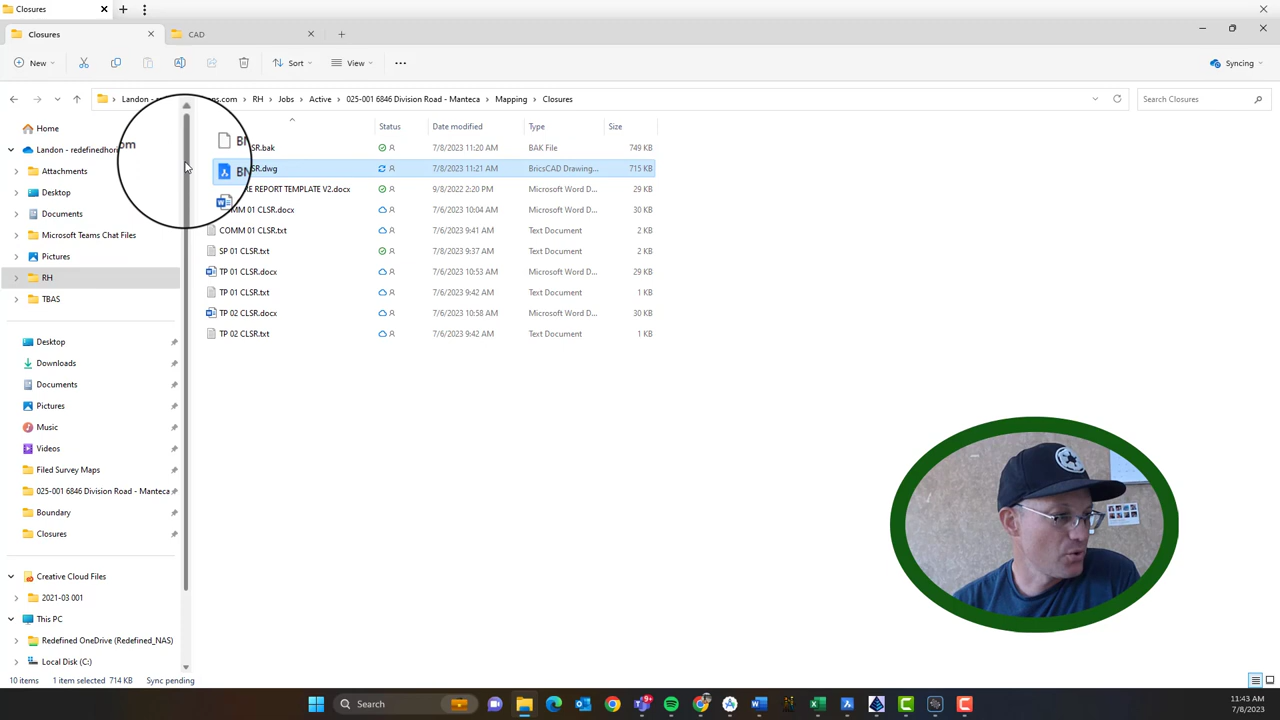 Closures
Closures CAD
New Sort View Syncing
RH Jobs Active 025-001 6846 Division Road - Manteca Mapping Closures Search Closures
Status Date modified Type Size
Home
SR.bak 7/8/2023 11:20 AM BAK File 749 KB
SR.dwg 7/8/2023 11:21 AM BricsCAD Drawing... 715 KB
RE REPORT TEMPLATE V2.docx 9/8/2022 2:20 PM Microsoft Word D... 29 KB
MM 01 CLSR.docx 7/6/2023 10:04 AM Microsoft Word D... 30 KB
COMM 01 CLSR.txt 7/6/2023 9:41 AM Text Document 2 KB
SP 01 CLSR.txt 7/8/2023 9:37 AM Text Document 2 KB
TP 01 CLSR.docx 7/6/2023 10:53 AM Microsoft Word D... 29 KB
TP 01 CLSR.txt 7/6/2023 9:42 AM Text Document 1 KB
TP 02 CLSR.docx 7/6/2023 10:58 AM Microsoft Word D... 30 KB
TP 02 CLSR.txt 7/6/2023 9:42 AM Text Document 1 KB
Attachments
Desktop
Documents
Microsoft Teams Chat Files
Pictures
RH
TBAS
Desktop
Downloads
Documents
Pictures
Music
Videos
Filed Survey Maps
025-001 6846 Division Road - Manteca
Boundary
Closures
Creative Cloud Files
2021-03 001
This PC
Redefined OneDrive (Redefined_NAS)
Local Disk (C:)
10 items 1 item selected 714 KB Sync pending
Search
11:43 AM
7/8/2023